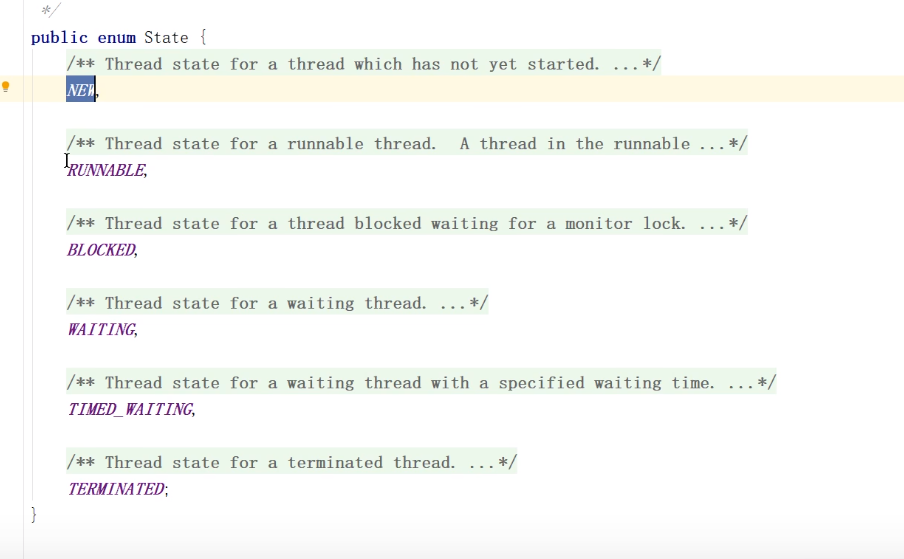 */
public enum State {
/** Thread state for a thread which has not yet started. ...*/
NEW,
/** Thread state for a runnable thread.  A thread in the runnable ...*/
RUNNABLE,
/** Thread state for a thread blocked waiting for a monitor lock. ...*/
BLOCKED,
/** Thread state for a waiting thread. ...*/
WAITING,
/** Thread state for a waiting thread with a specified waiting time. ...*/
TIMED_WAITING,
/** Thread state for a terminated thread. ...*/
TERMINATED;
}